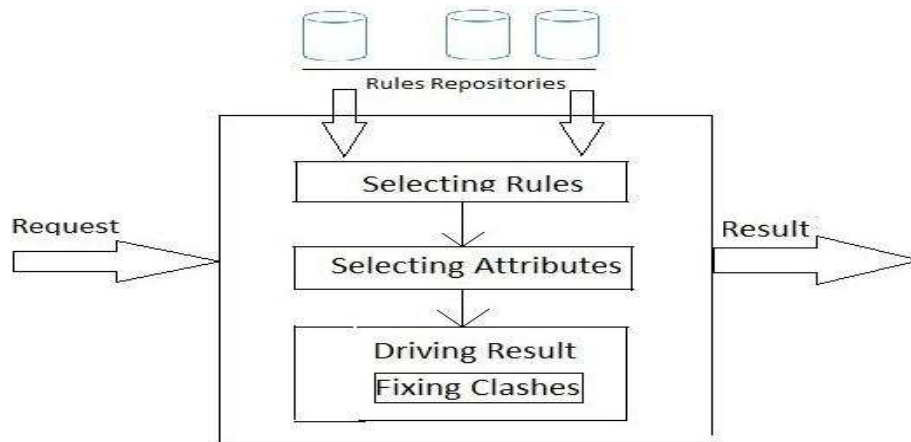 Rules Repositories
Selecting Rules
Request
Result
Selecting Attributes
Driving Result
Fixing Clashes